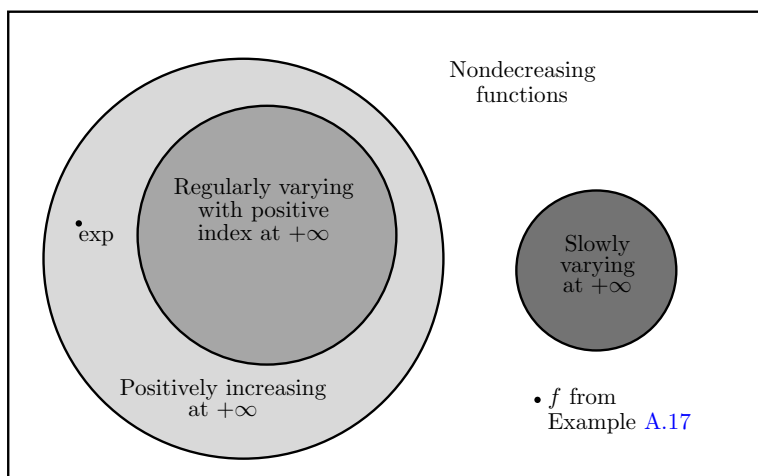 Nondecreasing
functions
Regularly varying
with positive
index at +∞
exp
Slowly
varying
at +∞
Positively increasing
at +∞
f from
Example A.17